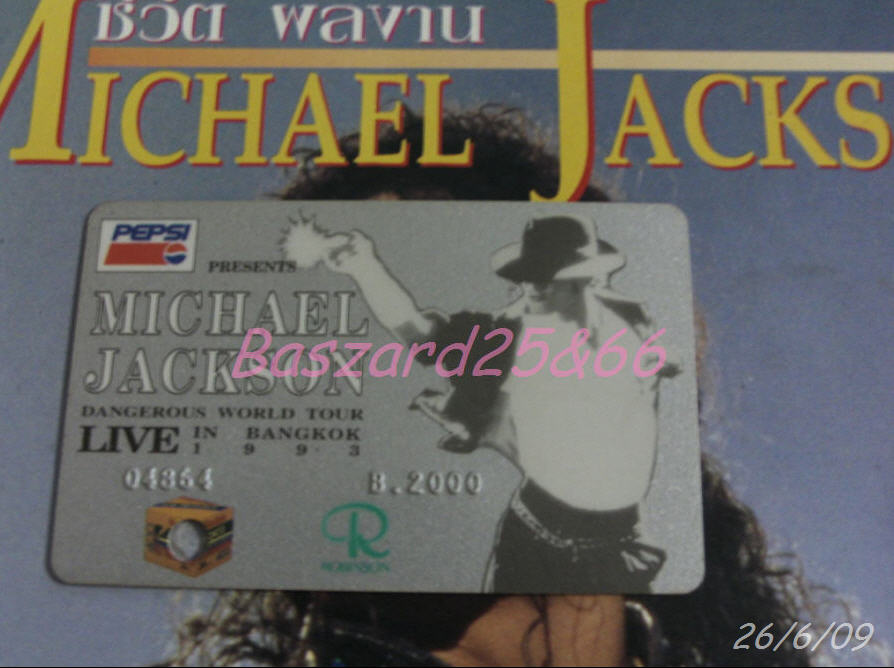 ชีวิต ผลงาน
MICHAEL JACKS
PEPSI
PRESENTS
MICHAEL
JACKSON
Baszard25&66
DANGEROUS WORLD TOUR
LIVE IN BANGKOK
1993
04864
B.2000
R
ROBINSON
26/6/09